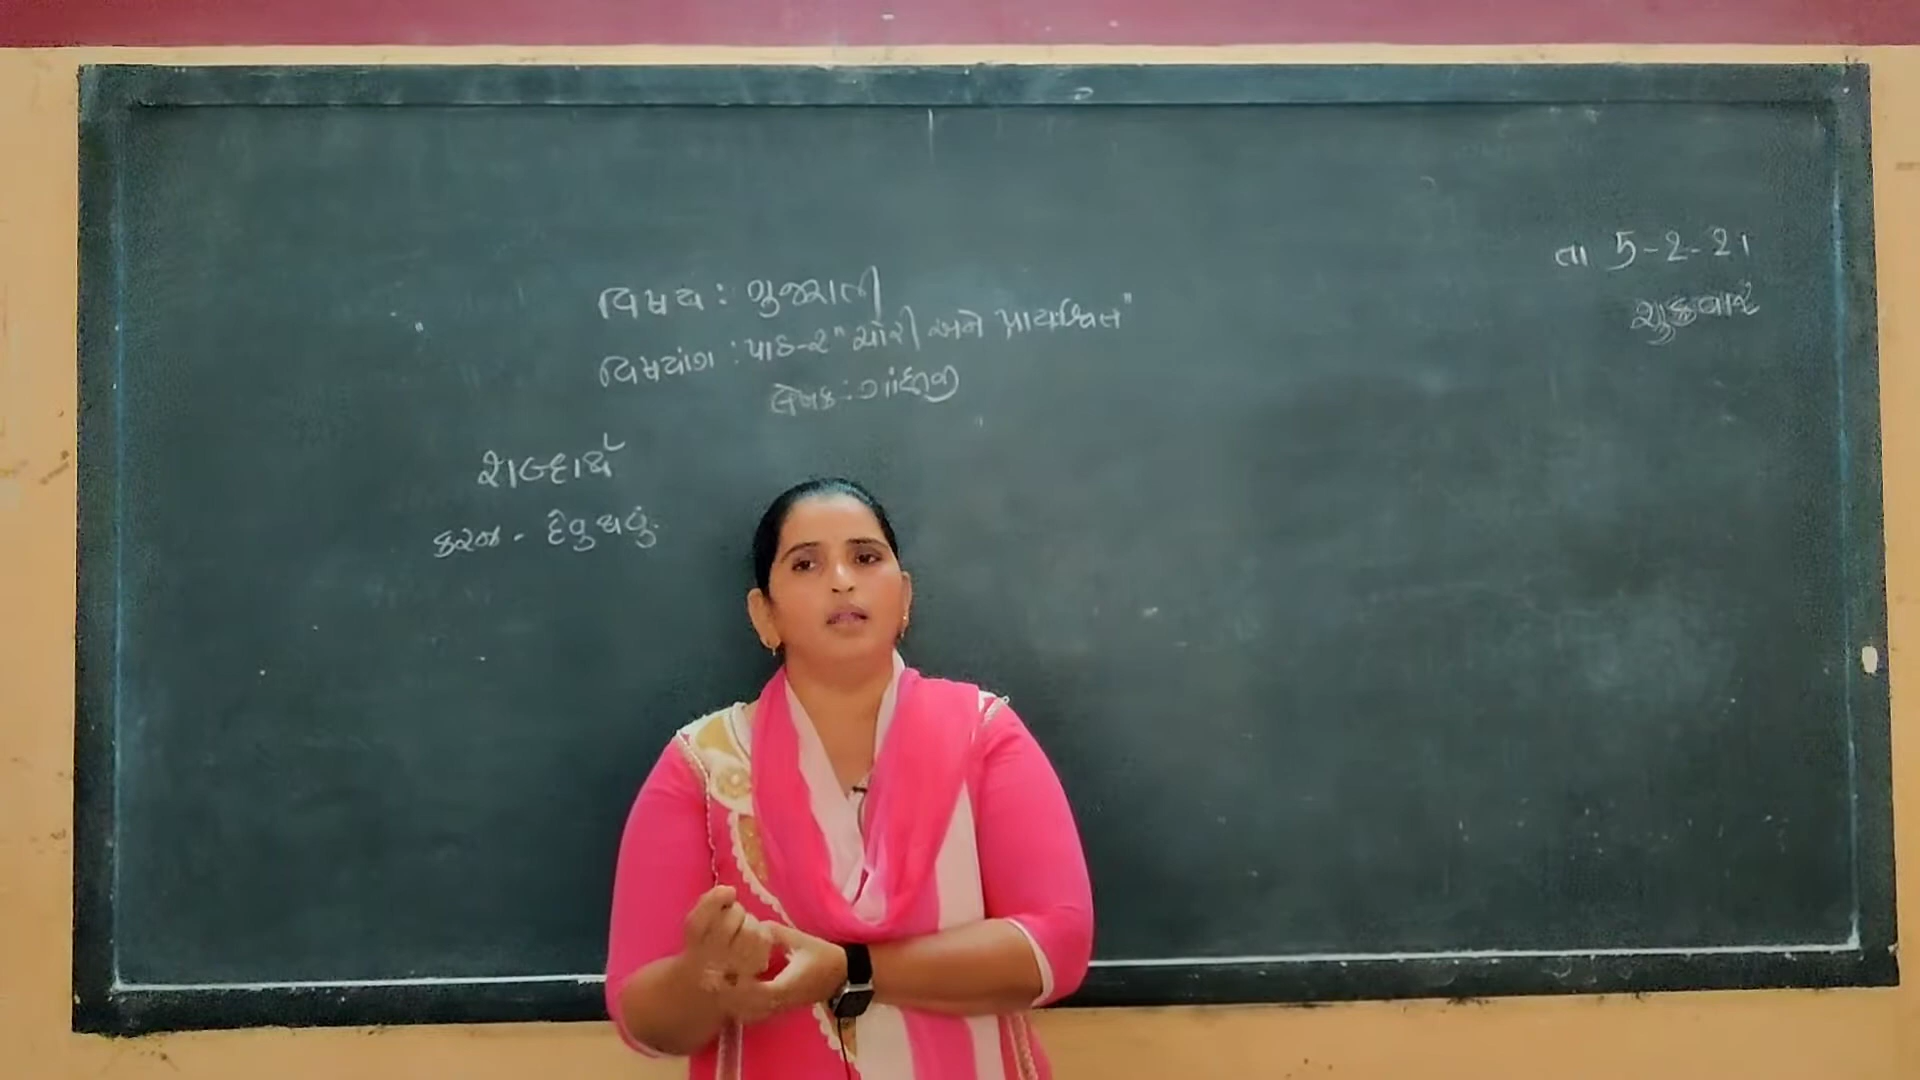 તા 5-2-21
શુક્રવાર
વિષય : ગુજરાતી
વિષયાંગ : પાઠ-૨ "ચોરી અને પ્રાયશ્ચિત"
લેખક : ગાંધીજી
શબ્દાર્થ
કરજ - દેવુ થવું.